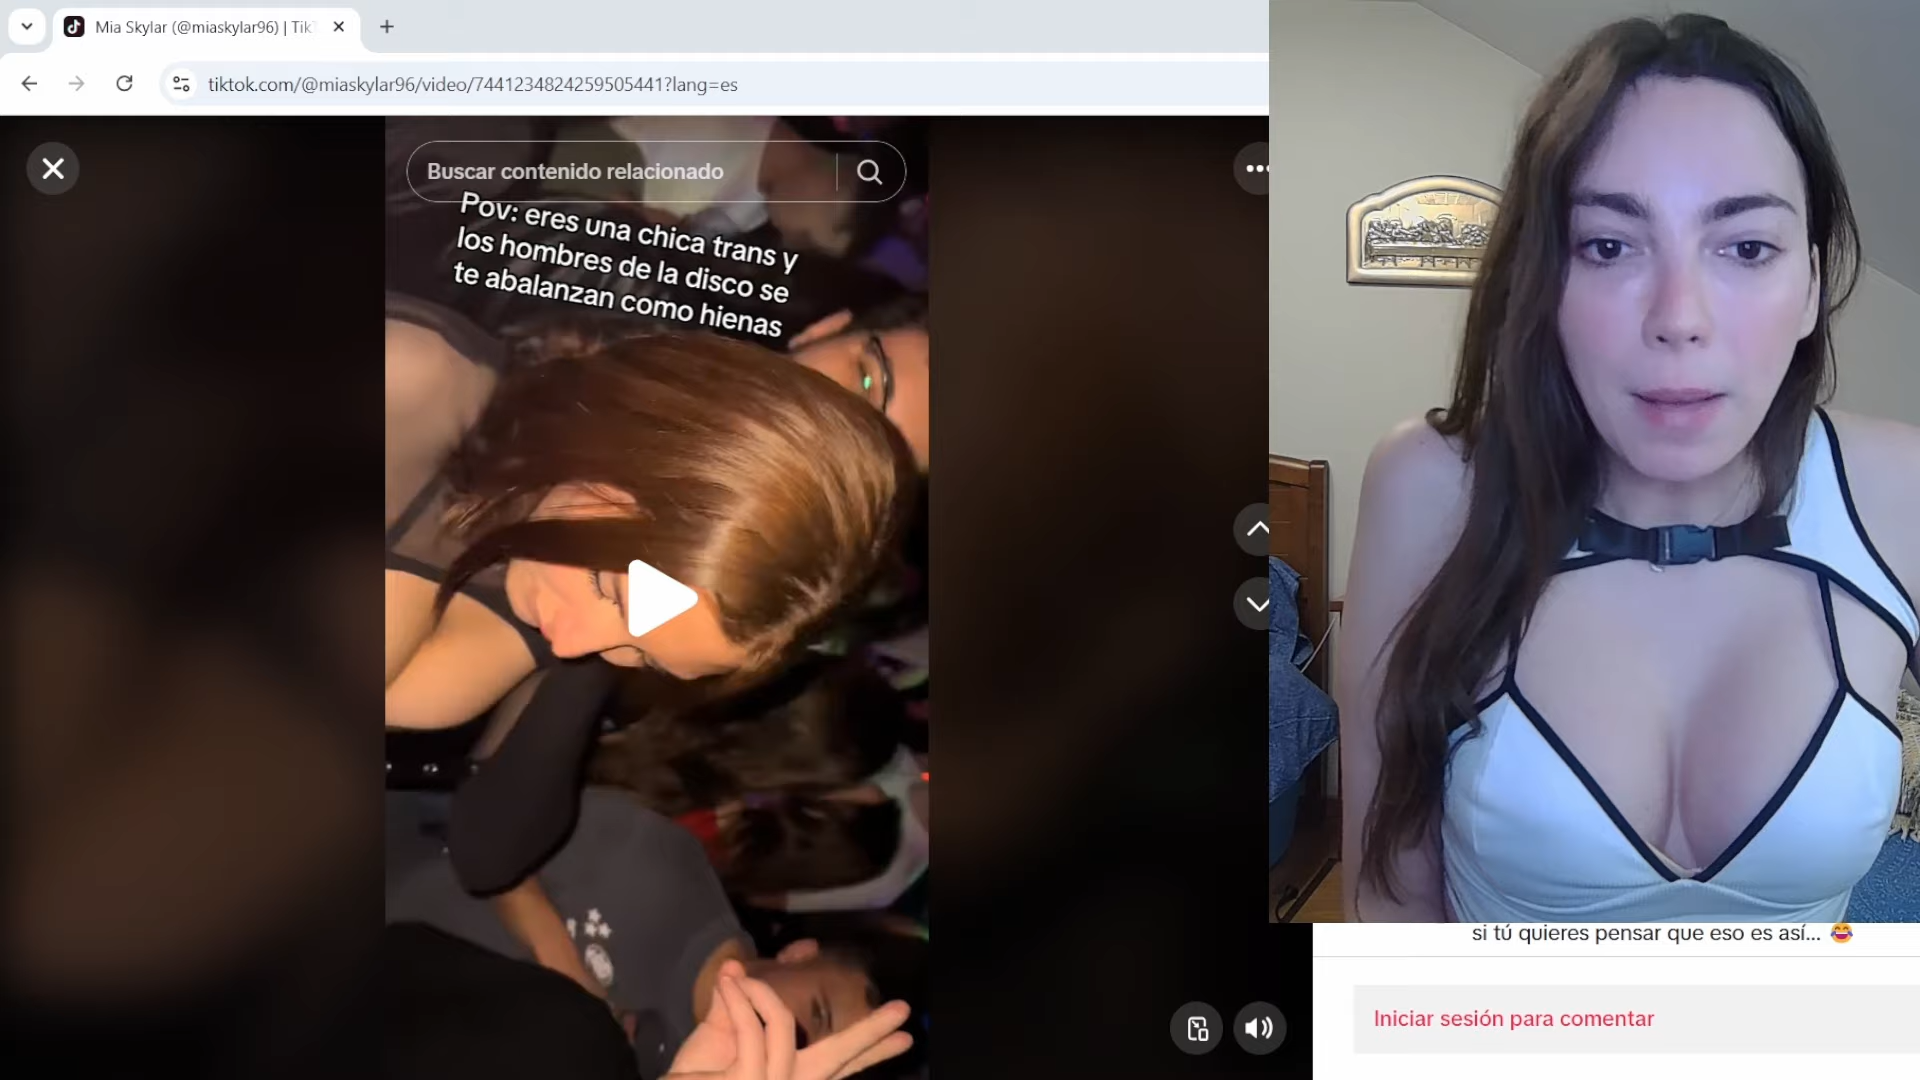 Mia Skylar (@miaskylar96) | Tik
tiktok.com/@miaskylar96/video/7441234824259505441?lang=es
Buscar contenido relacionado
Pov: eres una chica trans y
los hombres de la disco se
te abalanzan como hienas
si tú quieres pensar que eso es así... 😂
Iniciar sesión para comentar